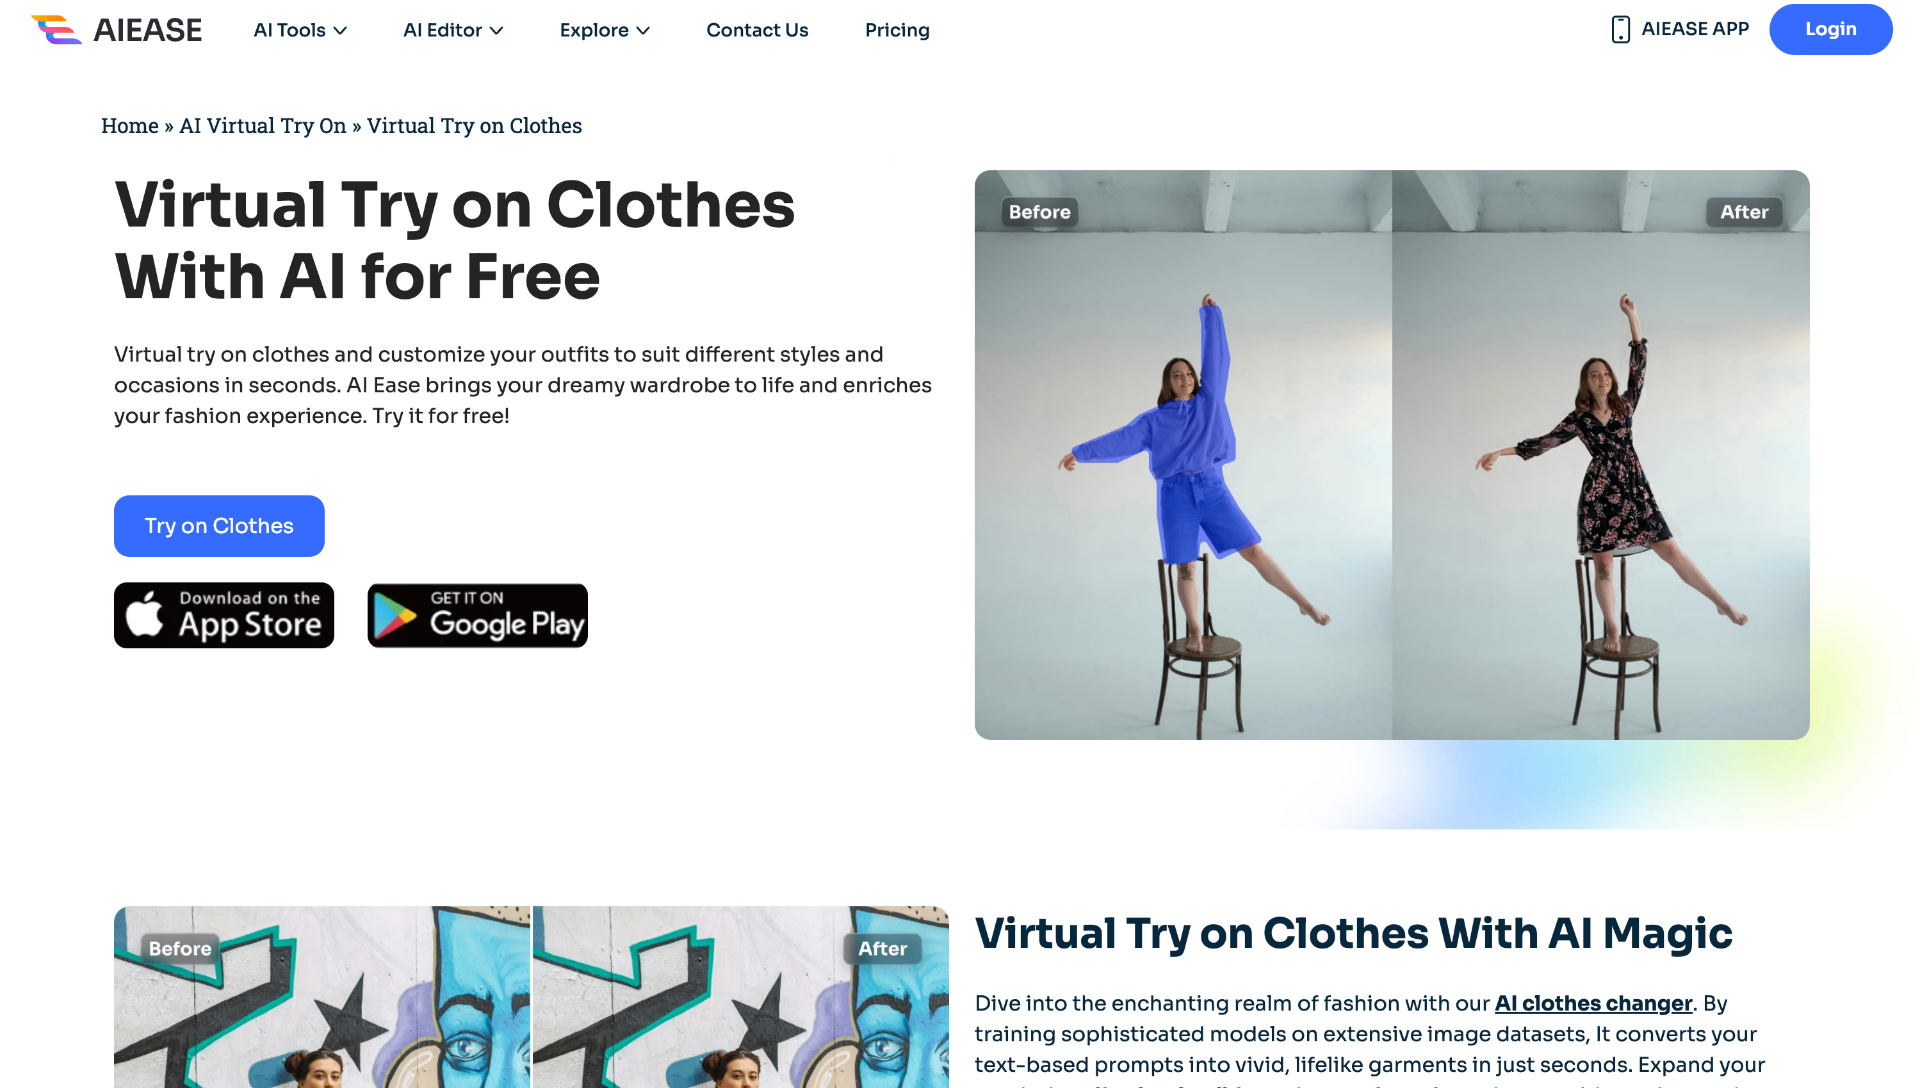 AIEASE
AI Tools
AI Editor
Explore
Contact Us
Pricing
AIEASE APP
Login
Home » AI Virtual Try On » Virtual Try on Clothes
Virtual Try on Clothes
With AI for Free
Virtual try on clothes and customize your outfits to suit different styles and
occasions in seconds. AI Ease brings your dreamy wardrobe to life and enriches
your fashion experience. Try it for free!
Try on Clothes
Download on the
App Store
GET IT ON
Google Play
Before
After
Before
After
Virtual Try on Clothes With AI Magic
Dive into the enchanting realm of fashion with our AI clothes changer. By
training sophisticated models on extensive image datasets, It converts your
text-based prompts into vivid, lifelike garments in just seconds. Expand your